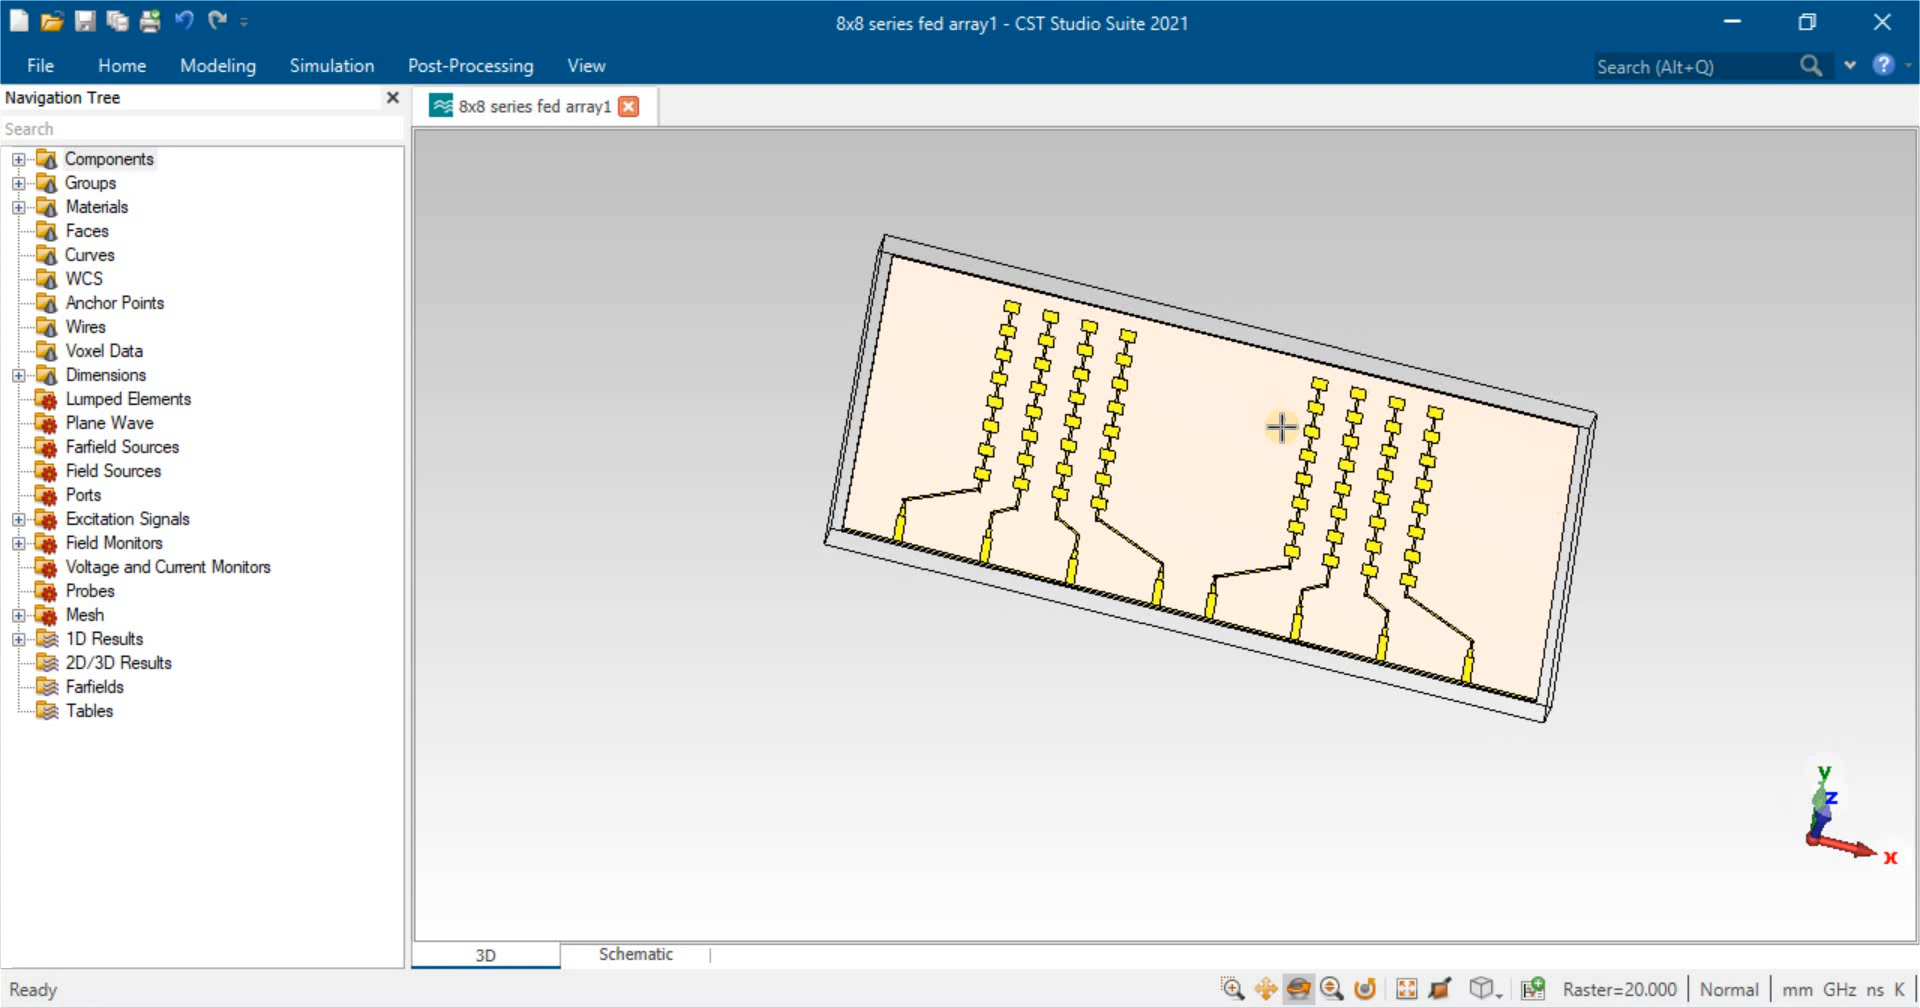 8x8 series fed array1 - CST Studio Suite 2021
File Home Modeling Simulation Post-Processing View Search (Alt+Q) ?
Navigation Tree
8x8 series fed array1
Search
Components
Groups
Materials
Faces
Curves
WCS
Anchor Points
Wires
Voxel Data
Dimensions
Lumped Elements
Plane Wave
Farfield Sources
Field Sources
Ports
Excitation Signals
Field Monitors
Voltage and Current Monitors
Probes
Mesh
1D Results
2D/3D Results
Farfields
Tables
y
z
x
3D Schematic
Ready Raster=20.000 Normal mm GHz ns K